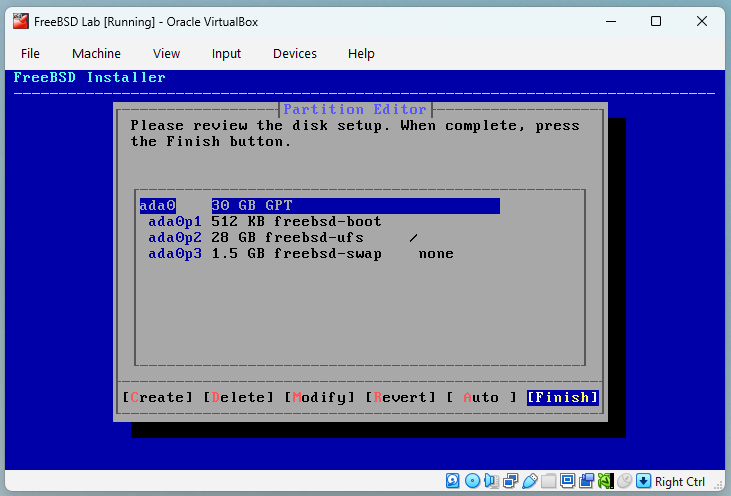 FreeBSD Lab [Running] - Oracle VirtualBox
File Machine View Input Devices Help
FreeBSD Installer
Partition Editor
Please review the disk setup. When complete, press
the Finish button.
ada0 30 GB GPT
ada0p1 512 KB freebsd-boot
ada0p2 28 GB freebsd-ufs /
ada0p3 1.5 GB freebsd-swap none
[Create] [Delete] [Modify] [Revert] [ Auto ] [Finish]
Right Ctrl